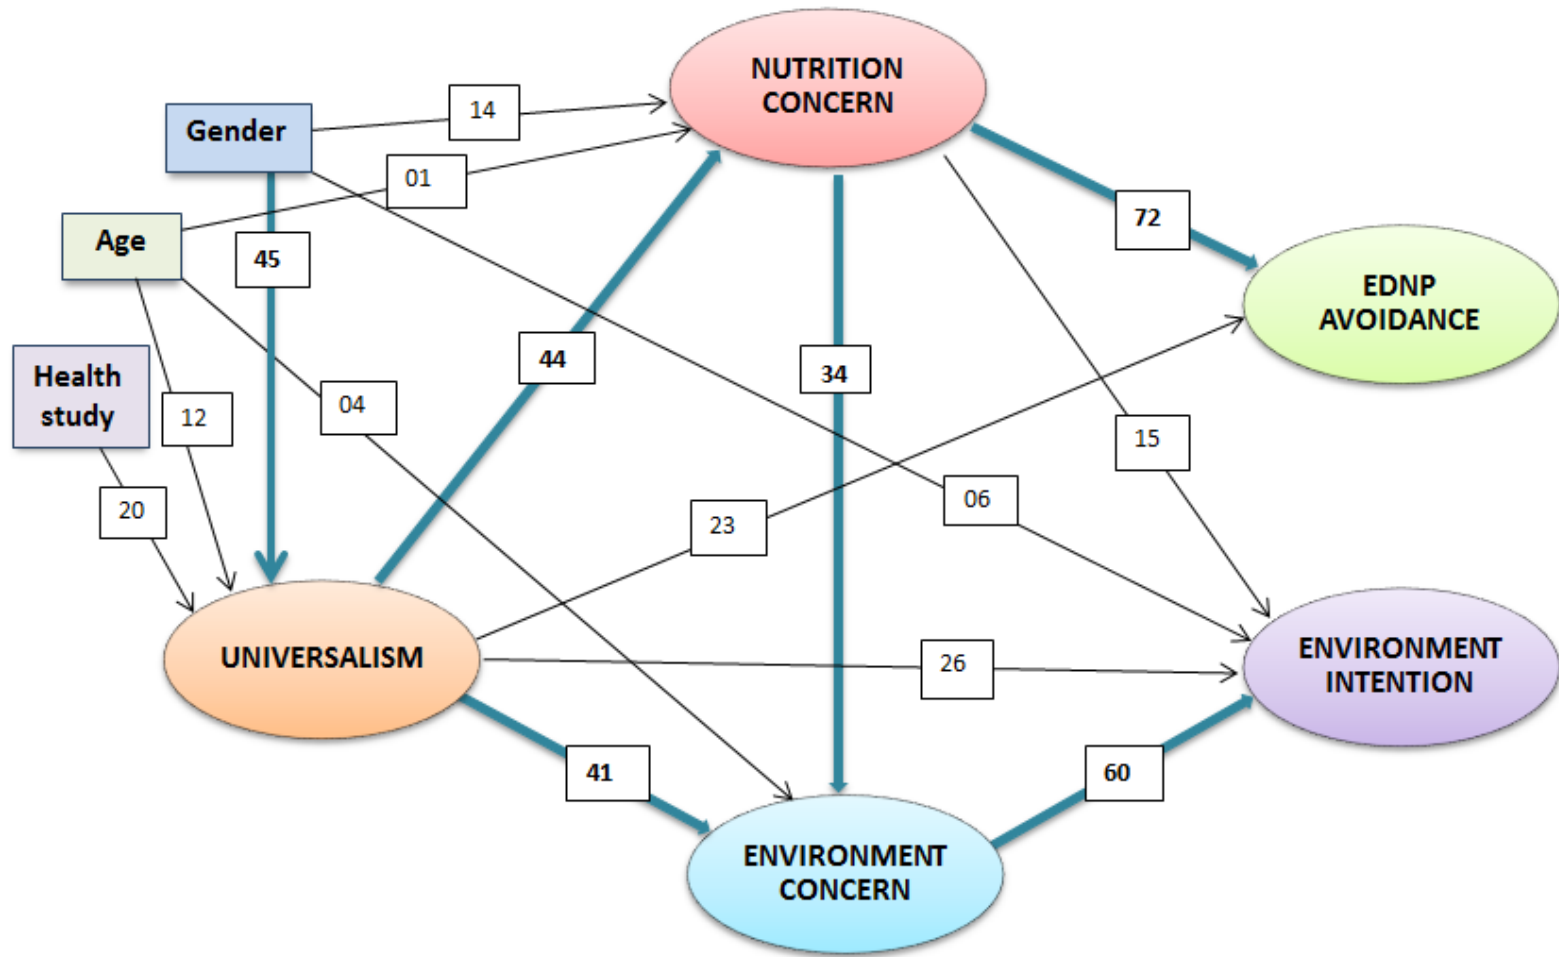 NUTRITION
CONCERN
14
Gender
01
72
Age
45
EDNP
AVOIDANCE
44
34
Health
study
12
04
15
20
23
06
UNIVERSALISM
26
ENVIRONMENT
INTENTION
41
60
ENVIRONMENT
CONCERN